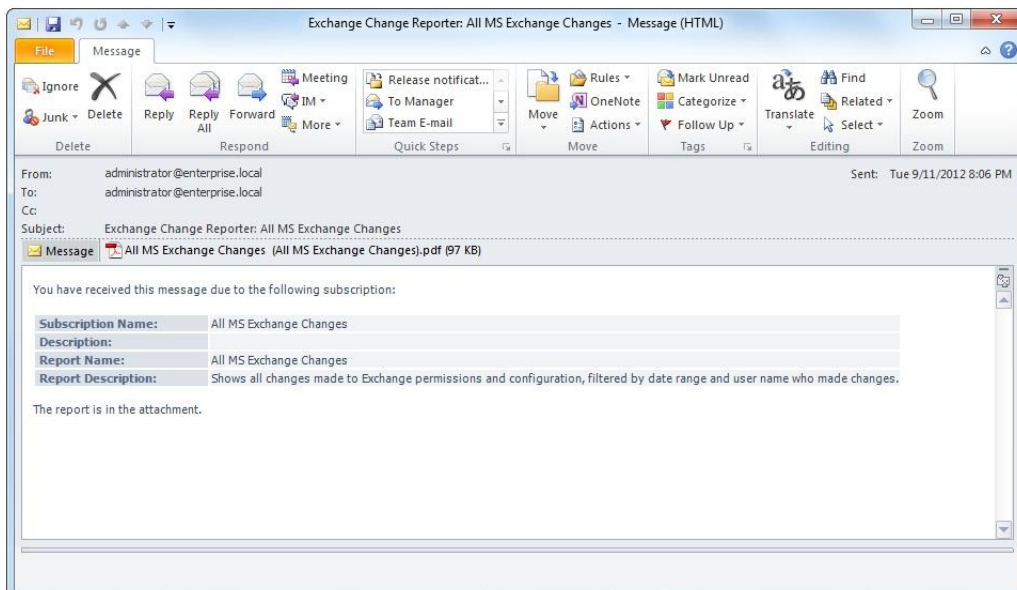 Exchange Change Reporter: All MS Exchange Changes - Message (HTML)
File Message
Ignore
Junk
Delete
Delete
Reply
Reply All
Forward
Meeting
IM
More
Respond
Release notificat...
To Manager
Team E-mail
Quick Steps
Move
Rules
OneNote
Actions
Move
Mark Unread
Categorize
Follow Up
Tags
Translate
Find
Related
Select
Editing
Zoom
Zoom
From: administrator@enterprise.local Sent: Tue 9/11/2012 8:06 PM
To: administrator@enterprise.local
Cc:
Subject: Exchange Change Reporter: All MS Exchange Changes
Message All MS Exchange Changes (All MS Exchange Changes).pdf (97 KB)
You have received this message due to the following subscription:
Subscription Name: All MS Exchange Changes
Description:
Report Name: All MS Exchange Changes
Report Description: Shows all changes made to Exchange permissions and configuration, filtered by date range and user name who made changes.
The report is in the attachment.